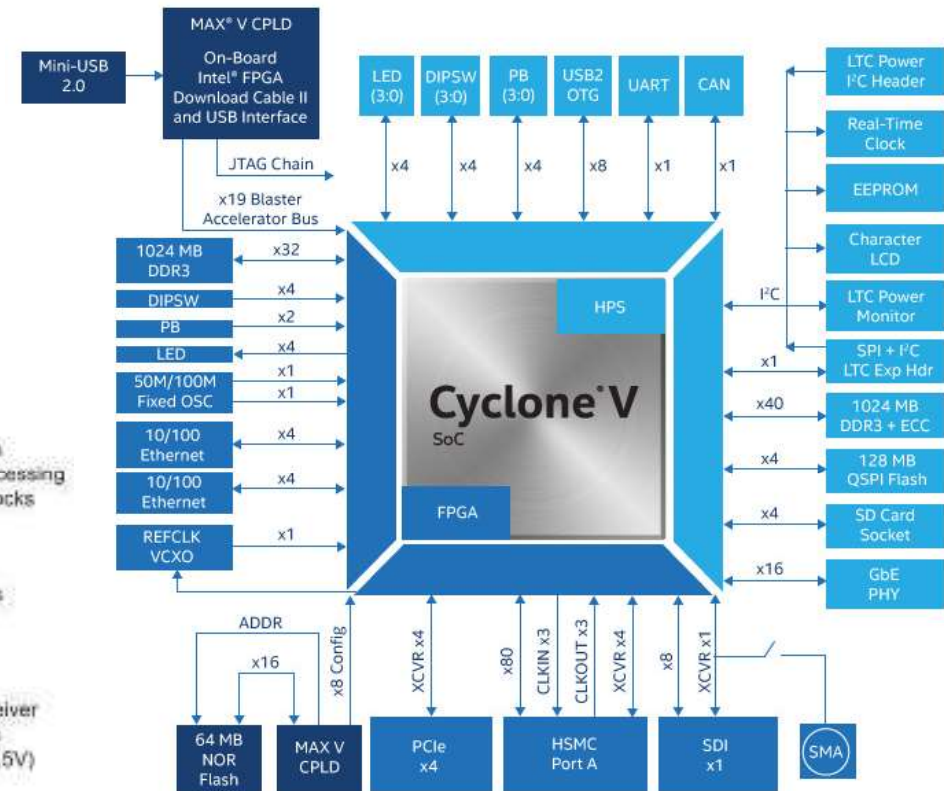 MAX® V CPLD
On-Board
Intel® FPGA
Download Cable II
and USB Interface
Mini-USB
2.0
LED
(3:0)
DIPSW
(3:0)
PB
(3:0)
USB2
OTG
UART
CAN
LTC Power
I²C Header
Real-Time
Clock
EEPROM
Character
LCD
LTC Power
Monitor
SPI + I²C
LTC Exp Hdr
1024 MB
DDR3 + ECC
128 MB
QSPI Flash
SD Card
Socket
GbE
PHY
JTAG Chain
x19 Blaster
Accelerator Bus
x4
x4
x4
x8
x1
x1
I²C
x1
x40
x4
x4
x16
1024 MB
DDR3
x32
DIPSW
x4
PB
x2
LED
x4
50M/100M
Fixed OSC
x1
x1
10/100
Ethernet
x4
10/100
Ethernet
x4
REFCLK
VCXO
x1
HPS
Cyclone® V
SoC
FPGA
ADDR
x16
x8 Config
XCVR x4
x80
CLKIN x3
CLKOUT x3
XCVR x4
x8
XCVR x1
64 MB
NOR
Flash
MAX V
CPLD
PCIe
x4
HSMC
Port A
SDI
x1
SMA
5V)